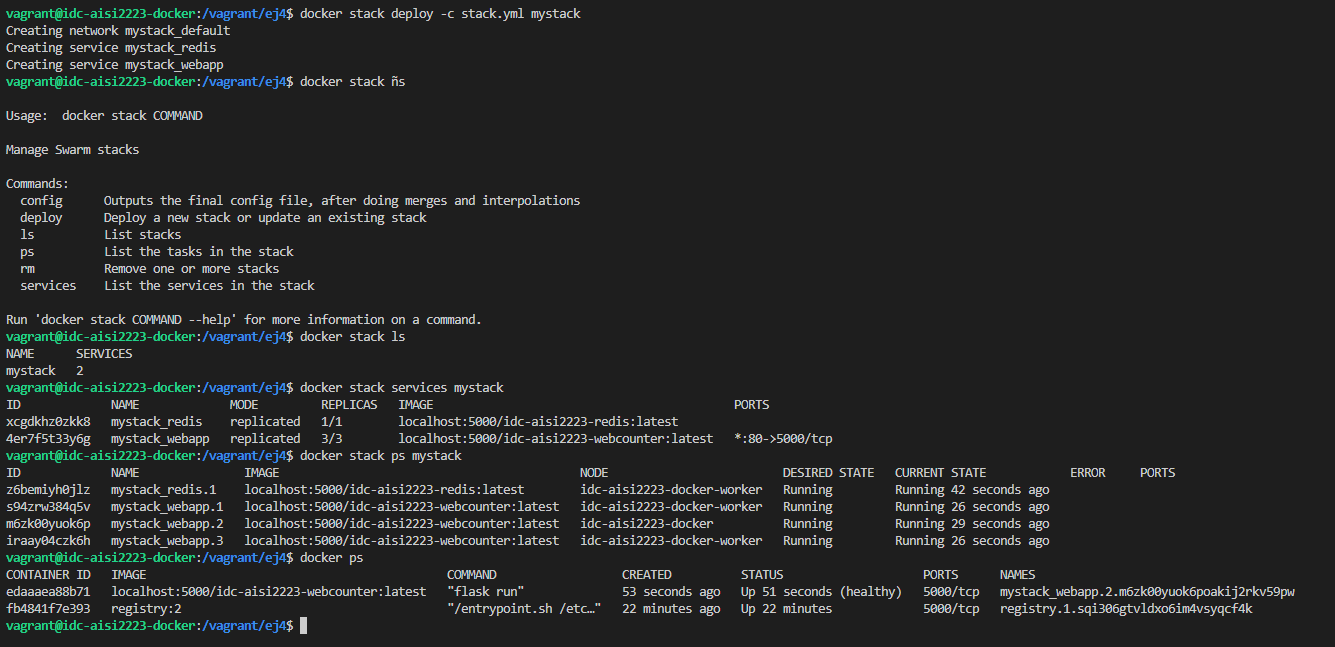 vagrant@idc-aisi2223-docker:/vagrant/ej4$ docker stack deploy -c stack.yml mystack
Creating network mystack_default
Creating service mystack_redis
Creating service mystack_webapp
vagrant@idc-aisi2223-docker:/vagrant/ej4$ docker stack ñs
Usage:  docker stack COMMAND
Manage Swarm stacks
Commands:
  config      Outputs the final config file, after doing merges and interpolations
  deploy      Deploy a new stack or update an existing stack
  ls          List stacks
  ps          List the tasks in the stack
  rm          Remove one or more stacks
  services    List the services in the stack
Run 'docker stack COMMAND --help' for more information on a command.
vagrant@idc-aisi2223-docker:/vagrant/ej4$ docker stack ls
NAME      SERVICES
mystack   2
vagrant@idc-aisi2223-docker:/vagrant/ej4$ docker stack services mystack
ID             NAME             MODE         REPLICAS   IMAGE                                           PORTS
xcgdkhz0zkk8   mystack_redis    replicated   1/1        localhost:5000/idc-aisi2223-redis:latest
4er7f5t33y6g   mystack_webapp   replicated   3/3        localhost:5000/idc-aisi2223-webcounter:latest   *:80->5000/tcp
vagrant@idc-aisi2223-docker:/vagrant/ej4$ docker stack ps mystack
ID             NAME               IMAGE                                           NODE                         DESIRED STATE   CURRENT STATE            ERROR     PORTS
z6bemiyh0jlz   mystack_redis.1    localhost:5000/idc-aisi2223-redis:latest        idc-aisi2223-docker-worker   Running         Running 42 seconds ago
s94zrw384q5v   mystack_webapp.1   localhost:5000/idc-aisi2223-webcounter:latest   idc-aisi2223-docker-worker   Running         Running 26 seconds ago
m6zk00yuok6p   mystack_webapp.2   localhost:5000/idc-aisi2223-webcounter:latest   idc-aisi2223-docker          Running         Running 29 seconds ago
iraay04czk6h   mystack_webapp.3   localhost:5000/idc-aisi2223-webcounter:latest   idc-aisi2223-docker-worker   Running         Running 26 seconds ago
vagrant@idc-aisi2223-docker:/vagrant/ej4$ docker ps
CONTAINER ID   IMAGE                                           COMMAND                  CREATED          STATUS                    PORTS      NAMES
edaaaea88b71   localhost:5000/idc-aisi2223-webcounter:latest   "flask run"              53 seconds ago   Up 51 seconds (healthy)   5000/tcp   mystack_webapp.2.m6zk00yuok6poakij2rkv59pw
fb4841f7e393   registry:2                                      "/entrypoint.sh /etc…"   22 minutes ago   Up 22 minutes             5000/tcp   registry.1.sqi306gtvldxo6im4vsyqcf4k
vagrant@idc-aisi2223-docker:/vagrant/ej4$